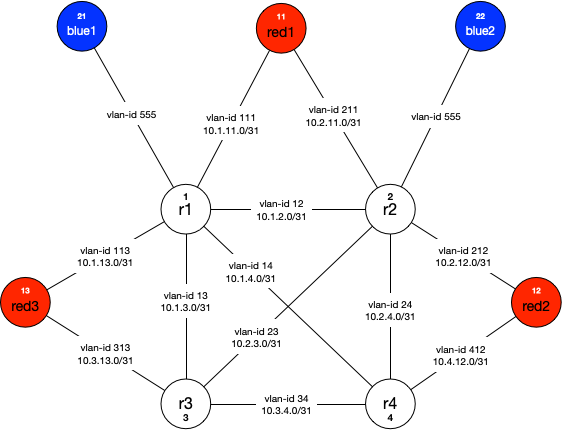 21
blue1
11
red1
22
blue2
vlan-id 555
vlan-id 111
10.1.11.0/31
vlan-id 211
10.2.11.0/31
vlan-id 555
1
r1
vlan-id 12
10.1.2.0/31
2
r2
vlan-id 113
10.1.13.0/31
vlan-id 14
10.1.4.0/31
vlan-id 212
10.2.12.0/31
13
red3
vlan-id 13
10.1.3.0/31
vlan-id 24
10.2.4.0/31
12
red2
vlan-id 23
10.2.3.0/31
vlan-id 313
10.3.13.0/31
vlan-id 412
10.4.12.0/31
r3
3
vlan-id 34
10.3.4.0/31
r4
4